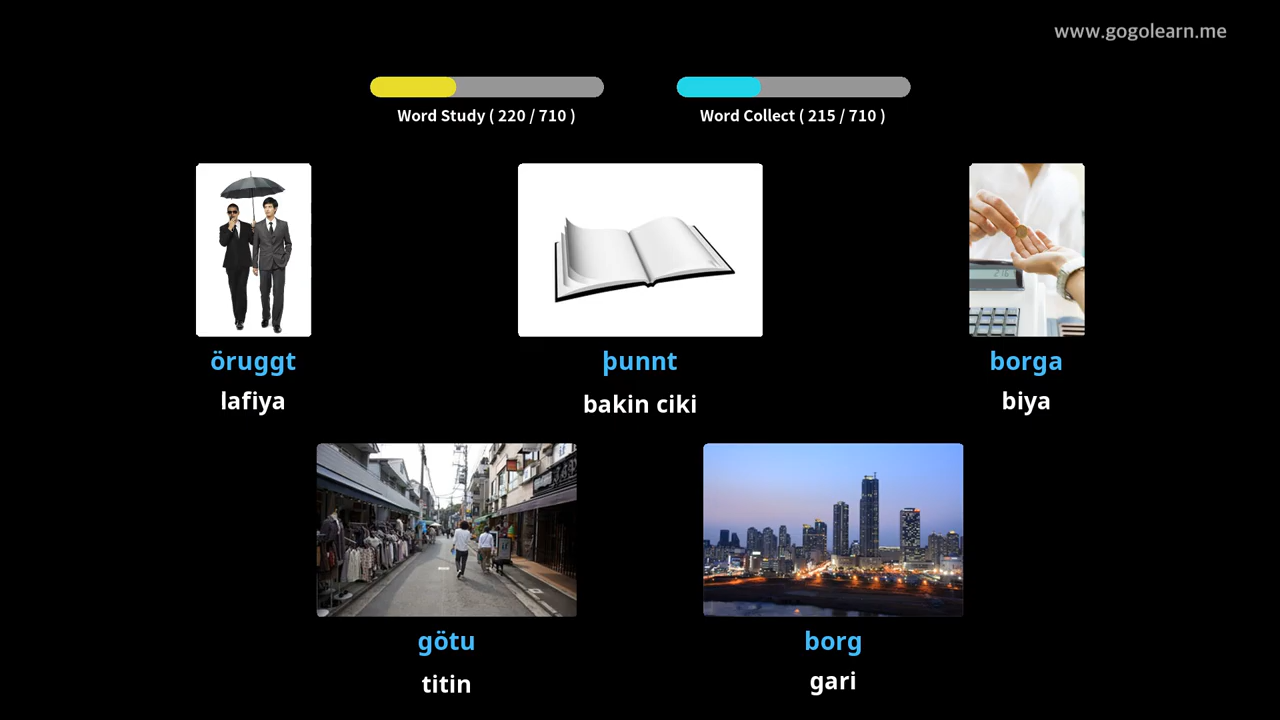 www.gogolearn.me
Word Study ( 220 / 710 )
Word Collect ( 215 / 710 )
öruggt
lafiya
þunnt
bakin ciki
borga
biya
götu
titin
borg
gari